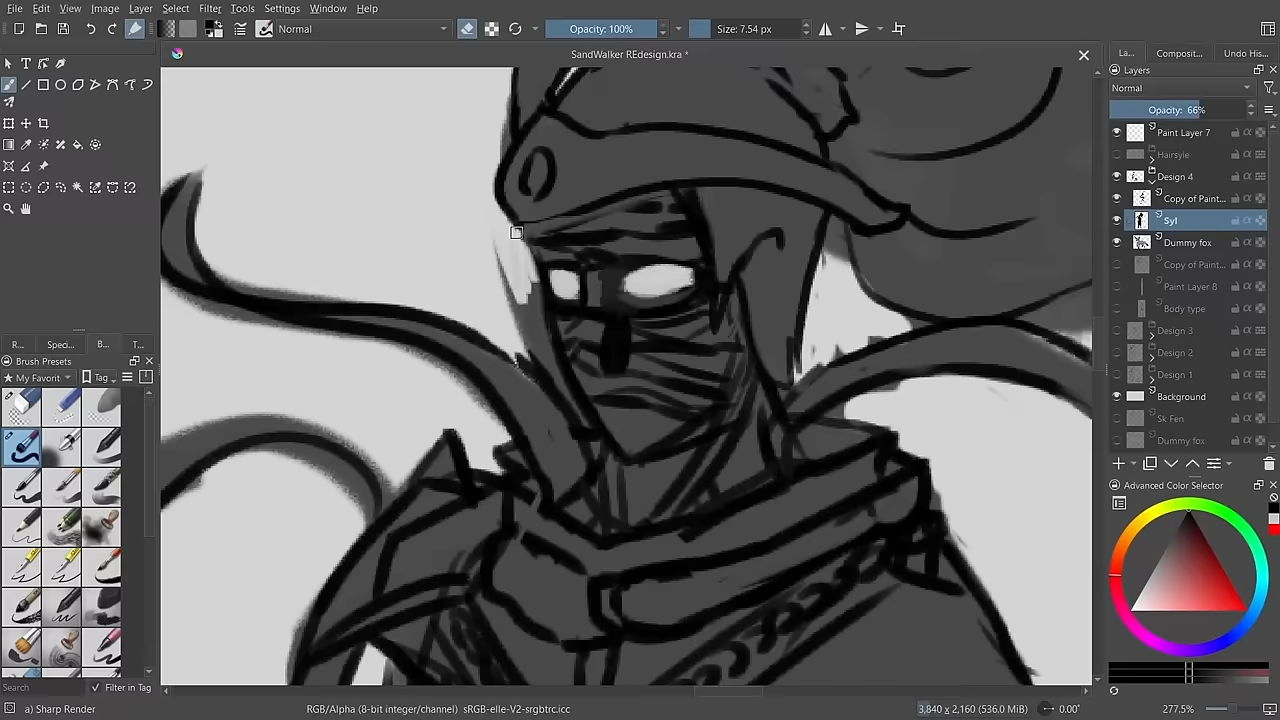 File Edit View Image Layer Select Filter Tools Settings Window Help
Normal Opacity: 100% Size: 7.54 px
SandWalker REdesign.kra *
La... Composit... Undo His...
Layers
Normal
Opacity: 66%
Paint Layer 7
Hairsyle
Design 4
Copy of Paint...
Syl
Dummy fox
Copy of Paint...
Paint Layer 8
Body type
Design 3
Design 2
Design 1
Background
Sk Fen
Dummy fox
Advanced Color Selector
R... Speci... B... T...
Brush Presets
My Favorit Tag
Search Filter in Tag
a) Sharp Render RGB/Alpha (8-bit integer/channel) sRGB-elle-V2-srgbtrc.icc 3,840 x 2,160 (536.0 MiB) 0.00° 277.5%